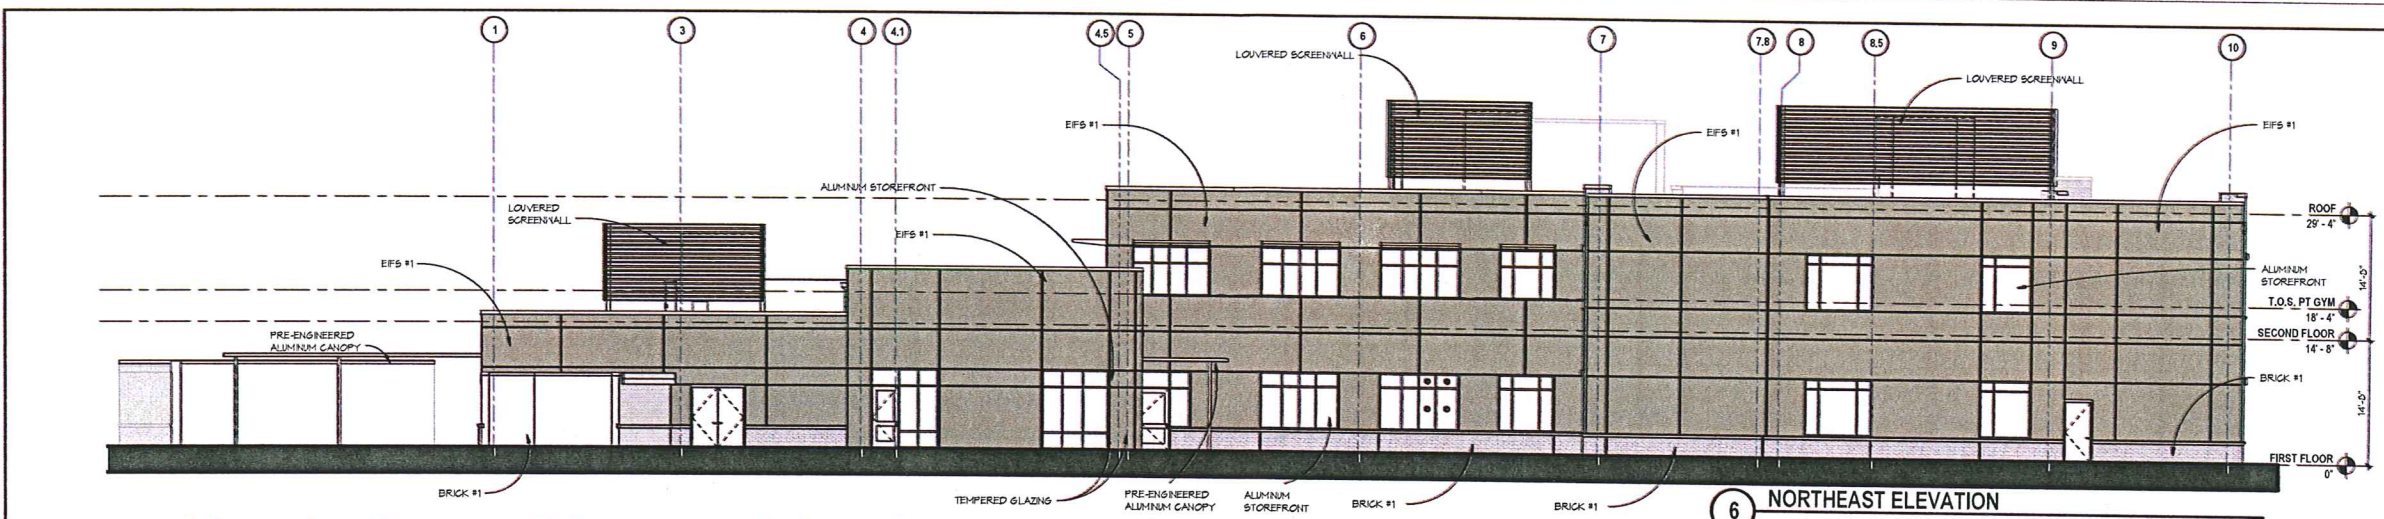 1
3
4
4.1
4.5
5
6
7
7.8
8
8.5
9
10
LOUVERED SCREENWALL
LOUVERED SCREENWALL
EIFS #1
EIFS #1
EIFS #1
ALUMINUM STOREFRONT
LOUVERED
SCREENWALL
EIFS #1
EIFS #1
ROOF
29' - 4"
14'-0"
ALUMINUM
STOREFRONT
T.O.S. PT GYM
18' - 4"
SECOND FLOOR
14' - 8"
PRE-ENGINEERED
ALUMINUM CANOPY
BRICK #1
14'-0"
FIRST FLOOR
0"
BRICK #1
TEMPERED GLAZING
PRE-ENGINEERED
ALUMINUM CANOPY
ALUMINUM
STOREFRONT
BRICK #1
BRICK #1
6
NORTHEAST ELEVATION